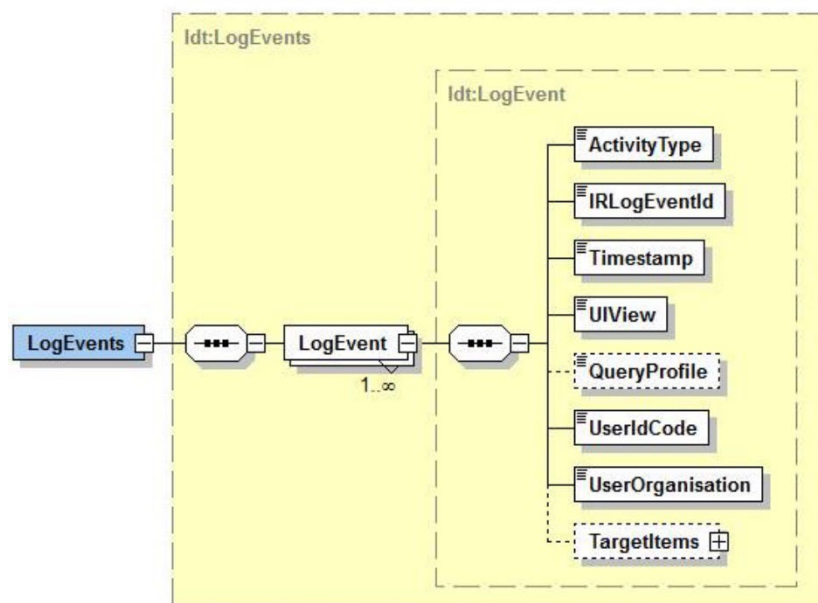 ldt:LogEvents
ldt:LogEvent
ActivityType
IRLogEventId
Timestamp
UIView
LogEvents
LogEvent
1..∞
QueryProfile
UserIdCode
UserOrganisation
TargetItems